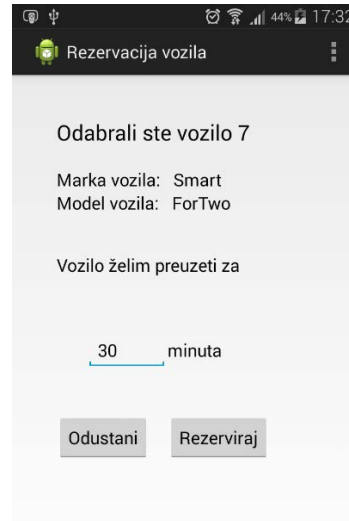 44% 17:32
Rezervacija vozila
Odabrali ste vozilo 7
Marka vozila: Smart
Model vozila: ForTwo
Vozilo želim preuzeti za
30 minuta
Odustani Rezerviraj